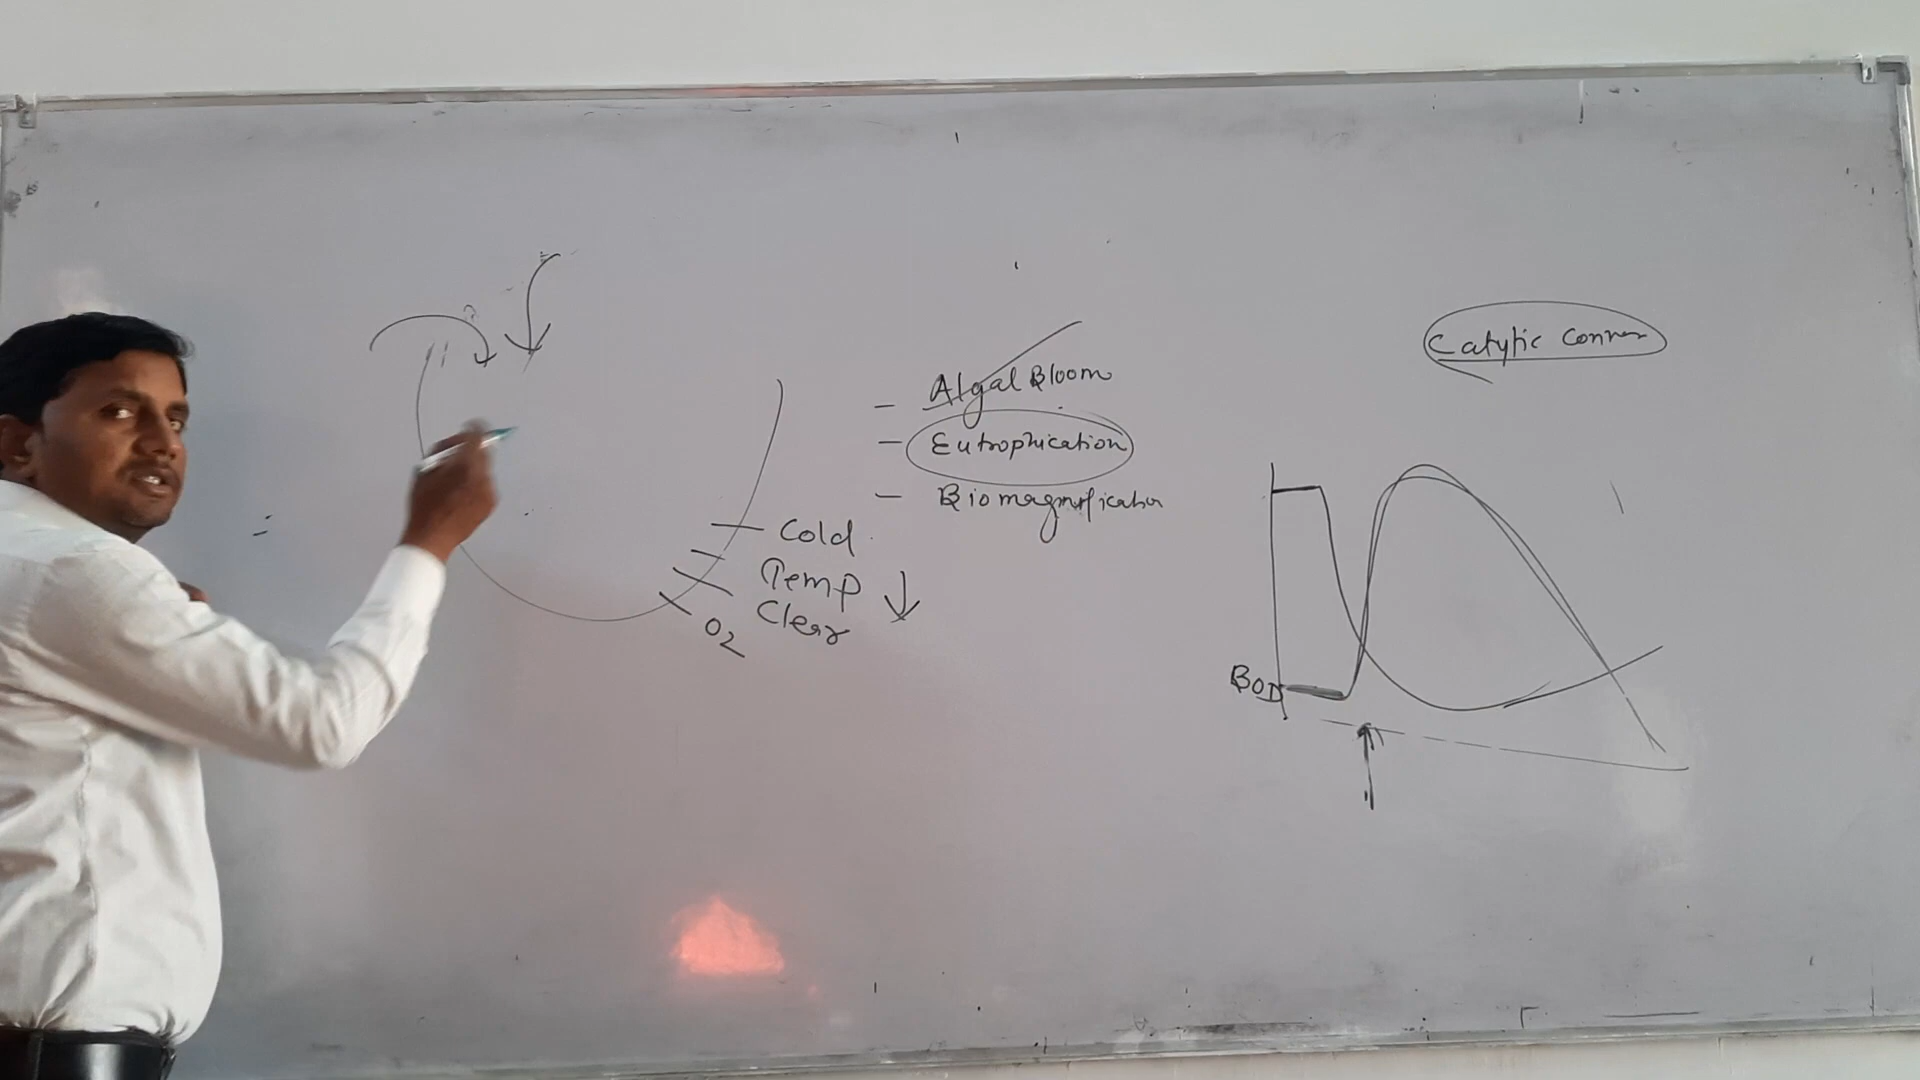 Catytic Conver
- Algal Bloom
- Eutrophication
- Biomagnification
Cold
Temp ↓
Clear
O2
BOD